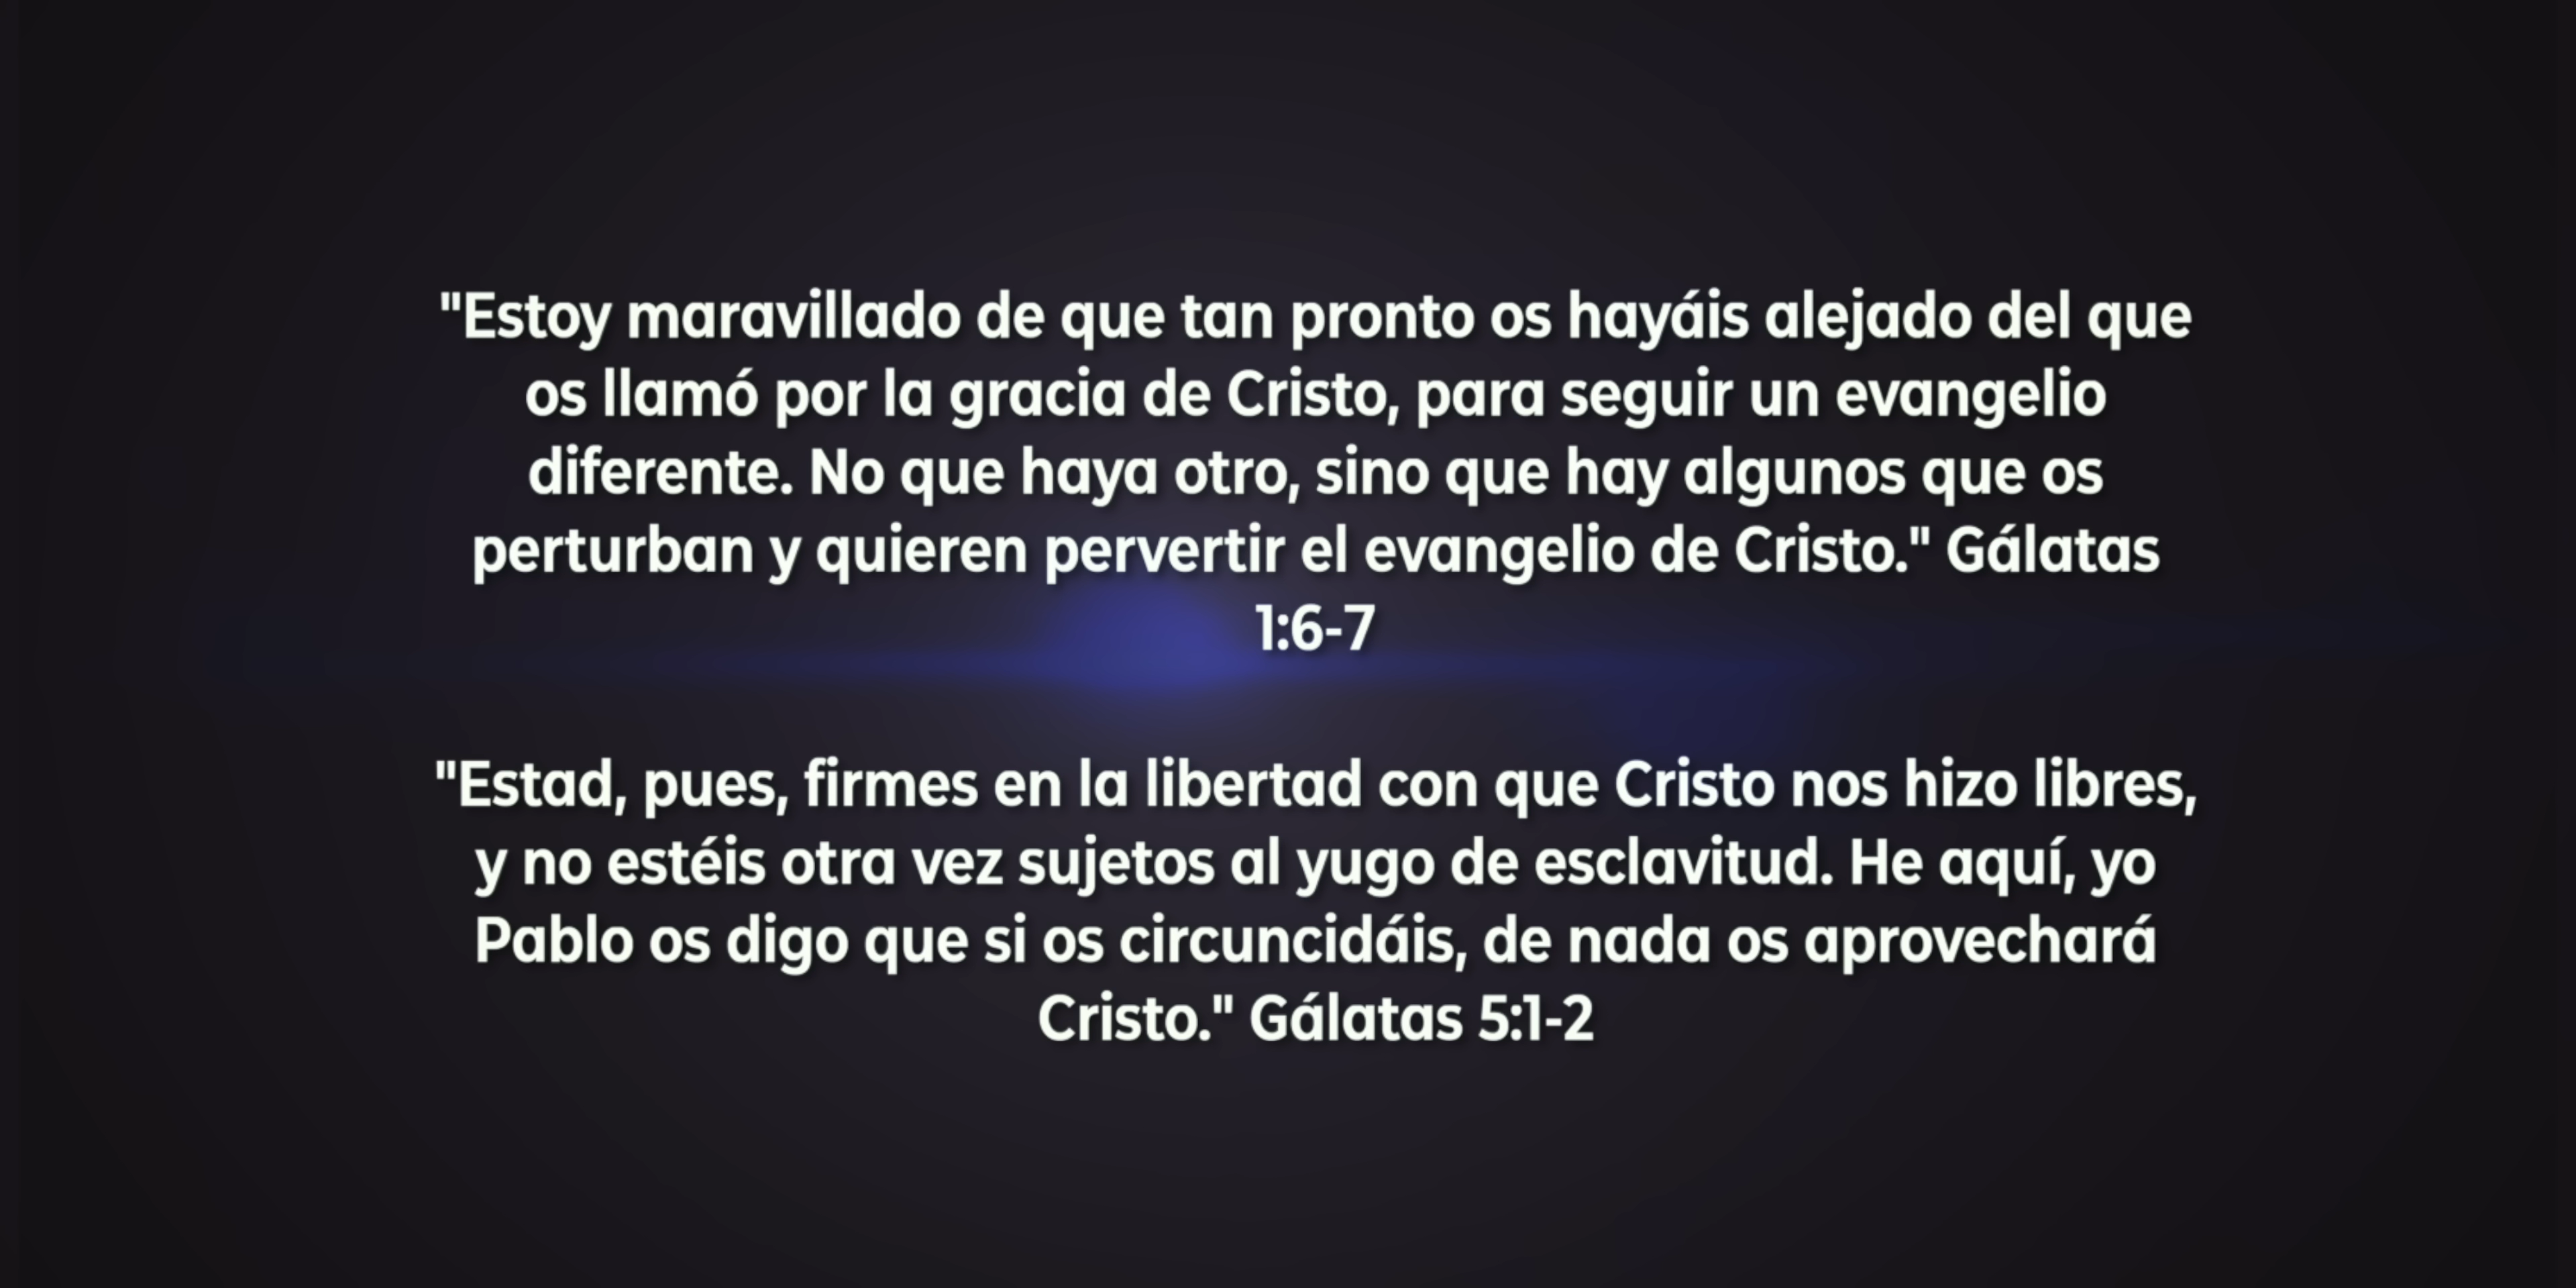 "Estoy maravillado de que tan pronto os hayáis alejado del que
os llamó por la gracia de Cristo, para seguir un evangelio
diferente. No que haya otro, sino que hay algunos que os
perturban y quieren pervertir el evangelio de Cristo." Gálatas
1:6-7
"Estad, pues, firmes en la libertad con que Cristo nos hizo libres,
y no estéis otra vez sujetos al yugo de esclavitud. He aquí, yo
Pablo os digo que si os circuncidáis, de nada os aprovechará
Cristo." Gálatas 5:1-2